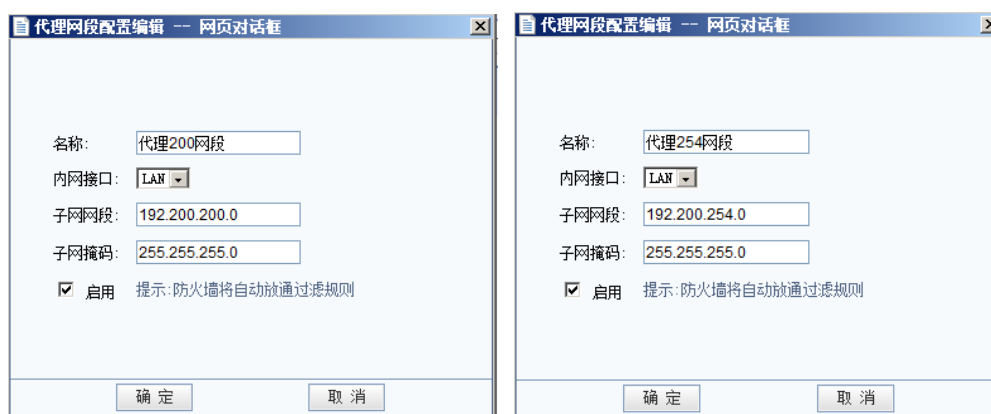 代理网段配置编辑 -- 网页对话框
名称: 代理200网段
内网接口: LAN
子网网段: 192.200.200.0
子网掩码: 255.255.255.0
启用 提示:防火墙将自动放通过滤规则
确 定 取 消
代理网段配置编辑 -- 网页对话框
名称: 代理254网段
内网接口: LAN
子网网段: 192.200.254.0
子网掩码: 255.255.255.0
启用 提示:防火墙将自动放通过滤规则
确 定 取 消